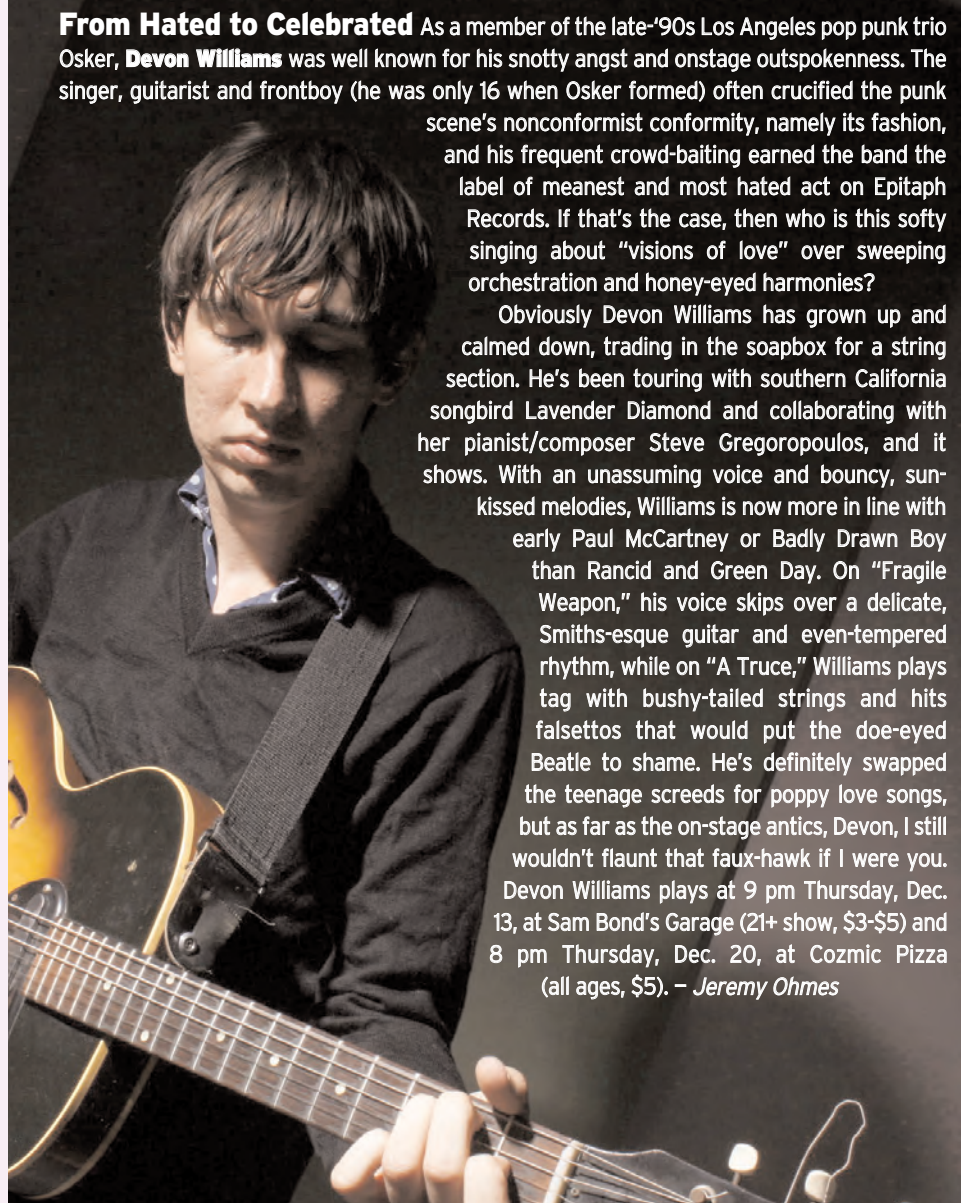 From Hated to Celebrated As a member of the late-‘90s Los Angeles pop punk trio
Osker, Devon Williams was well known for his snotty angst and onstage outspokenness. The
singer, guitarist and frontboy (he was only 16 when Osker formed) often crucified the punk
scene’s nonconformist conformity, namely its fashion,
and his frequent crowd-baiting earned the band the
label of meanest and most hated act on Epitaph
Records. If that’s the case, then who is this softy
singing about “visions of love” over sweeping
orchestration and honey-eyed harmonies?
Obviously Devon Williams has grown up and
calmed down, trading in the soapbox for a string
section. He’s been touring with southern California
songbird Lavender Diamond and collaborating with
her pianist/composer Steve Gregoropoulos, and it
shows. With an unassuming voice and bouncy, sun-
kissed melodies, Williams is now more in line with
early Paul McCartney or Badly Drawn Boy
than Rancid and Green Day. On “Fragile
Weapon,” his voice skips over a delicate,
Smiths-esque guitar and even-tempered
rhythm, while on “A Truce,” Williams plays
tag with bushy-tailed strings and hits
falsettos that would put the doe-eyed
Beatle to shame. He’s definitely swapped
the teenage screeds for poppy love songs,
but as far as the on-stage antics, Devon, I still
wouldn’t flaunt that faux-hawk if I were you.
Devon Williams plays at 9 pm Thursday, Dec.
13, at Sam Bond’s Garage (21+ show, $3-$5) and
8 pm Thursday, Dec. 20, at Cozmic Pizza
(all ages, $5). — Jeremy Ohmes